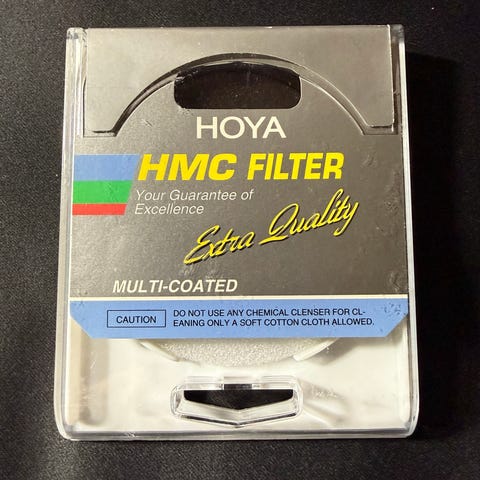 HOYA
HMC FILTER
Your Guarantee of
Excellence
Extra Quality
MULTI-COATED
CAUTION
DO NOT USE ANY CHEMICAL CLENSER FOR CL-
EANING ONLY A SOFT COTTON CLOTH ALLOWED.